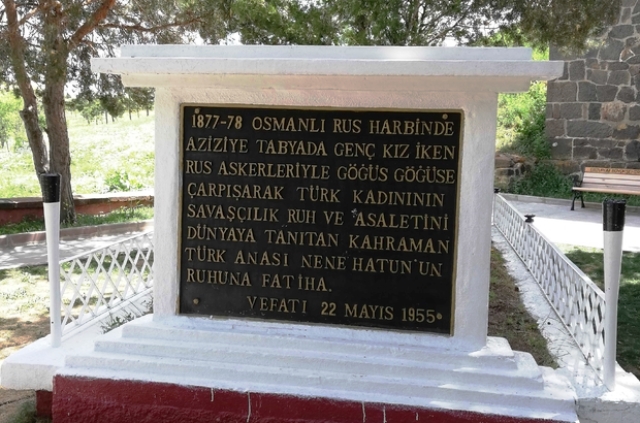 1877-78 OSMANLI RUS HARBİNDE
AZİZİYE TABYADA GENÇ KIZ İKEN
RUS ASKERLERİYLE GÖĞÜS GÖĞÜSE
ÇARPIŞARAK TÜRK KADINININ
SAVAŞÇILIK RUH VE ASALETİNİ
DÜNYAYA TANITAN KAHRAMAN
TÜRK ANASI NENE HATUN'UN
RUHUNA FATİHA.
VEFATI 22 MAYIS 1955